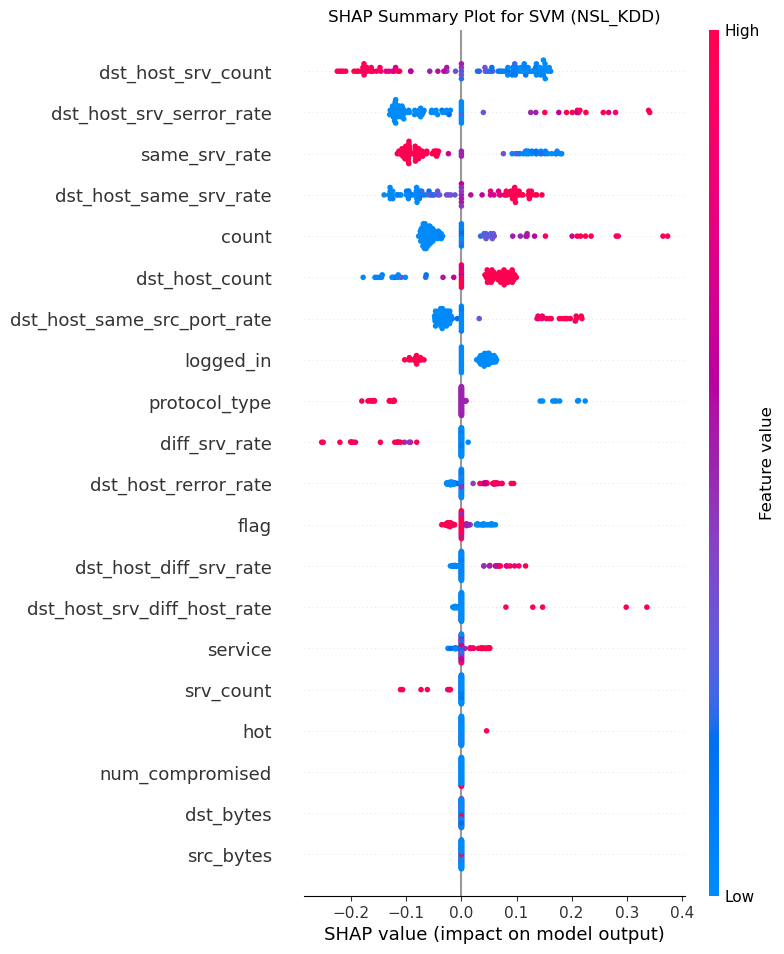 SHAP Summary Plot for SVM (NSL_KDD)
High
dst_host_srv_count
dst_host_srv_serror_rate
same_srv_rate
dst_host_same_srv_rate
count
dst_host_count
dst_host_same_src_port_rate
logged_in
protocol_type
diff_srv_rate
dst_host_rerror_rate
flag
dst_host_diff_srv_rate
dst_host_srv_diff_host_rate
service
srv_count
hot
num_compromised
dst_bytes
src_bytes
Feature value
Low
−0.2 −0.1 0.0 0.1 0.2 0.3 0.4
SHAP value (impact on model output)